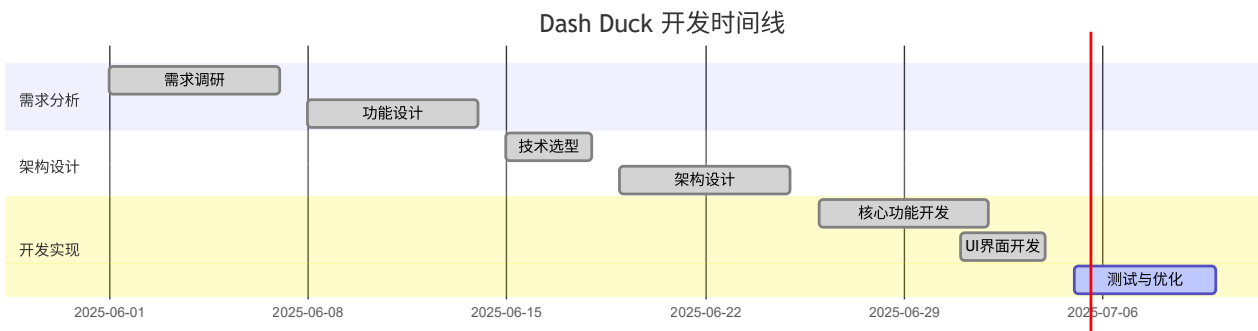 Dash Duck 开发时间线
需求分析
需求调研
功能设计
架构设计
技术选型
架构设计
开发实现
核心功能开发
UI界面开发
测试与优化
2025-06-01
2025-06-08
2025-06-15
2025-06-22
2025-06-29
2025-07-06